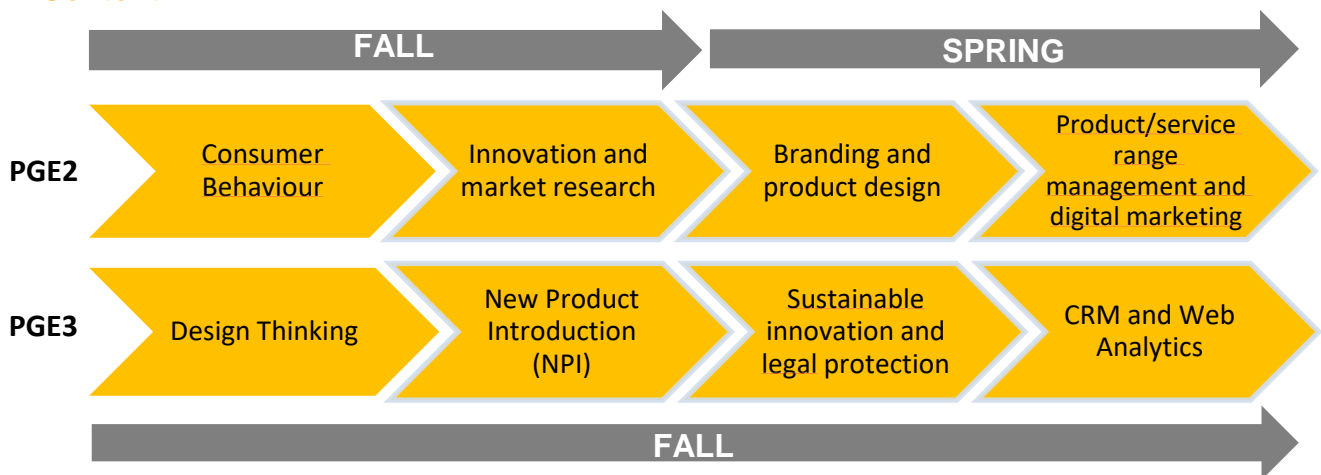 FALL
SPRING
PGE2
Consumer
Behaviour
Innovation and
market research
Branding and
product design
Product/service
range
management and
digital marketing
PGE3
Design Thinking
New Product
Introduction
(NPI)
Sustainable
innovation and
legal protection
CRM and Web
Analytics
FALL